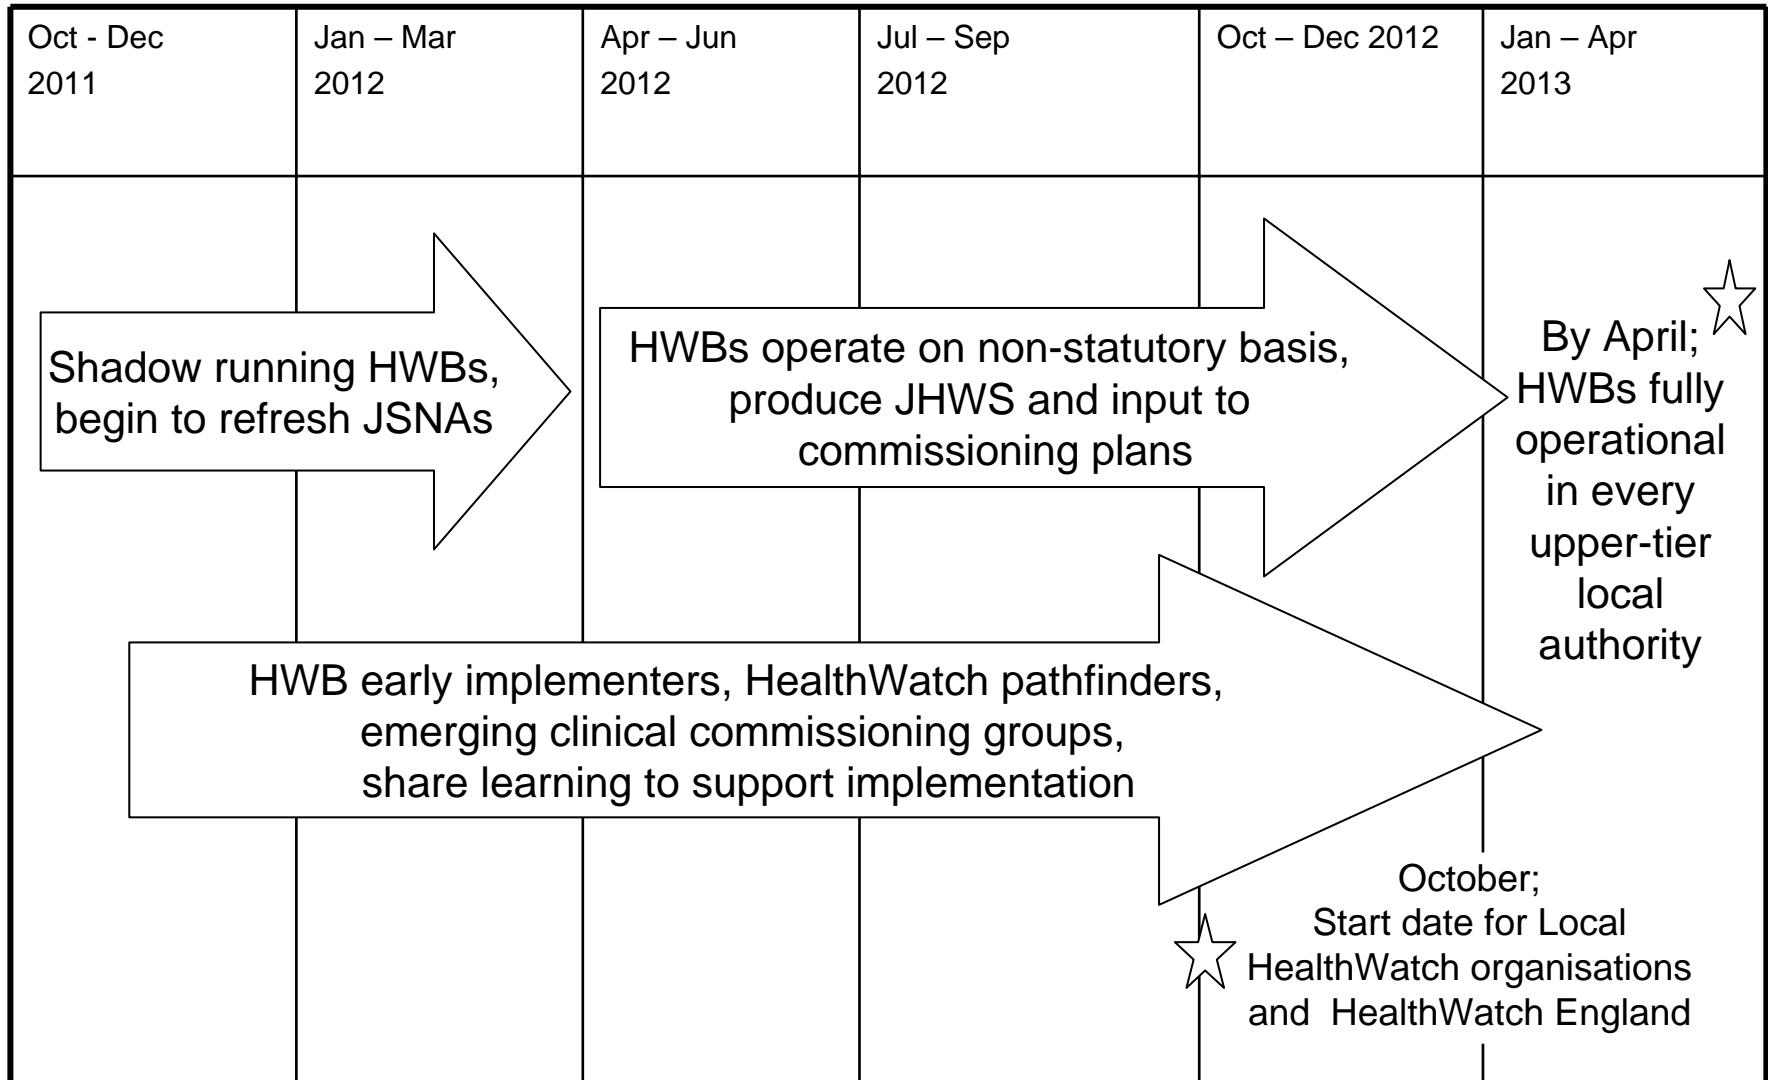 Oct - Dec
2011
Jan – Mar
2012
Apr – Jun
2012
Jul – Sep
2012
Oct – Dec 2012
Jan – Apr
2013
Shadow running HWBs,
begin to refresh JSNAs
HWBs operate on non-statutory basis,
produce JHWS and input to
commissioning plans
By April;
HWBs fully
operational
in every
upper-tier
local
authority
HWB early implementers, HealthWatch pathfinders,
emerging clinical commissioning groups,
share learning to support implementation
October;
Start date for Local
HealthWatch organisations
and HealthWatch England